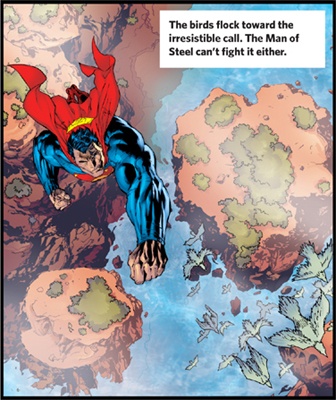 The birds flock toward the
irresistible call. The Man of
Steel can't fight it either.